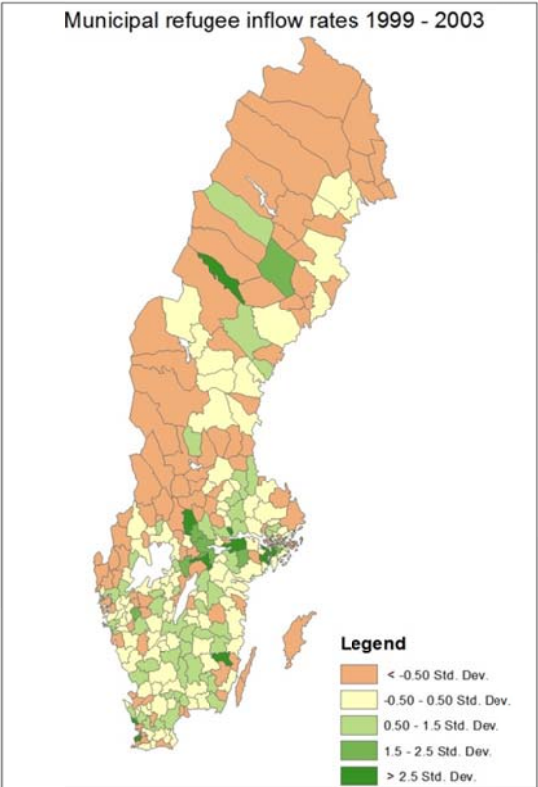 Municipal refugee inflow rates 1999 - 2003
Legend
< -0.50 Std. Dev.
-0.50 - 0.50 Std. Dev.
0.50 - 1.5 Std. Dev.
1.5 - 2.5 Std. Dev.
> 2.5 Std. Dev.